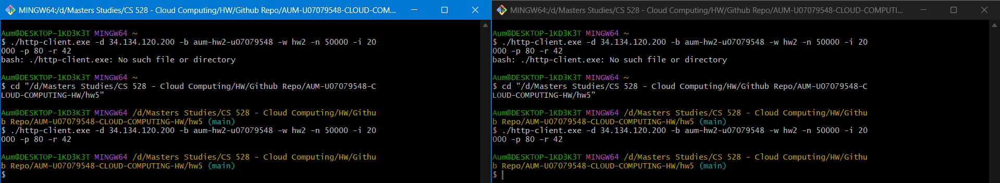 MINGW64:/d/Masters Studies/CS 528 - Cloud Computing/HW/Github Repo/AUM-U07079548-CLOUD-COM...
Aum@DESKTOP-1KD3K3T MINGW64 ~
$ ./http-client.exe -d 34.134.120.200 -b aum-hw2-u07079548 -w hw2 -n 50000 -i 20
000 -p 80 -r 42
bash: ./http-client.exe: No such file or directory
Aum@DESKTOP-1KD3K3T MINGW64 ~
$ cd "/d/Masters Studies/CS 528 - Cloud Computing/HW/Github Repo/AUM-U07079548-C
LOUD-COMPUTING-HW/hw5"
Aum@DESKTOP-1KD3K3T MINGW64 /d/Masters Studies/CS 528 - Cloud Computing/HW/Githu
b Repo/AUM-U07079548-CLOUD-COMPUTING-HW/hw5 (main)
$ ./http-client.exe -d 34.134.120.200 -b aum-hw2-u07079548 -w hw2 -n 50000 -i 20
000 -p 80 -r 42
Aum@DESKTOP-1KD3K3T MINGW64 /d/Masters Studies/CS 528 - Cloud Computing/HW/Githu
b Repo/AUM-U07079548-CLOUD-COMPUTING-HW/hw5 (main)
$
MINGW64:/d/Masters Studies/CS 528 - Cloud Computing/HW/Github Repo/AUM-U07079548-CLOUD-COMPUTI...
Aum@DESKTOP-1KD3K3T MINGW64 ~
$ ./http-client.exe -d 34.134.120.200 -b aum-hw2-u07079548 -w hw2 -n 50000 -i 20
000 -p 80 -r 42
bash: ./http-client.exe: No such file or directory
Aum@DESKTOP-1KD3K3T MINGW64 ~
$ cd "/d/Masters Studies/CS 528 - Cloud Computing/HW/Github Repo/AUM-U07079548-C
LOUD-COMPUTING-HW/hw5"
Aum@DESKTOP-1KD3K3T MINGW64 /d/Masters Studies/CS 528 - Cloud Computing/HW/Githu
b Repo/AUM-U07079548-CLOUD-COMPUTING-HW/hw5 (main)
$ ./http-client.exe -d 34.134.120.200 -b aum-hw2-u07079548 -w hw2 -n 50000 -i 20
000 -p 80 -r 42
Aum@DESKTOP-1KD3K3T MINGW64 /d/Masters Studies/CS 528 - Cloud Computing/HW/Githu
b Repo/AUM-U07079548-CLOUD-COMPUTING-HW/hw5 (main)
$